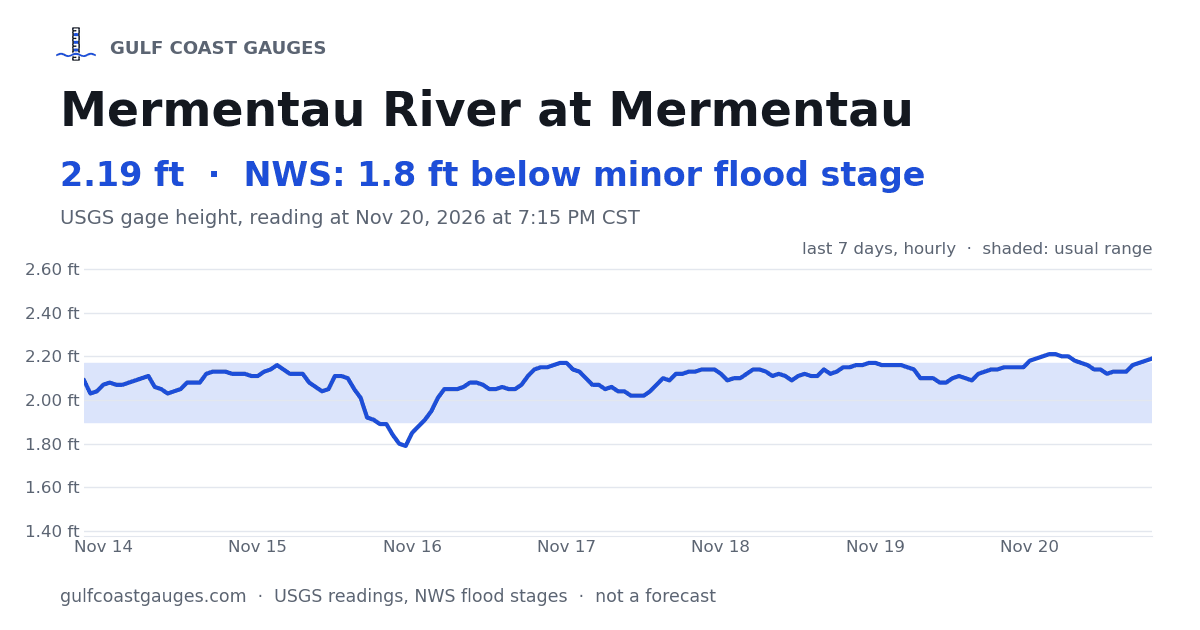 GULF COAST GAUGES
Mermentau River at Mermentau
2.19 ft · NWS: 1.8 ft below minor flood stage
USGS gage height, reading at Nov 20, 2026 at 7:15 PM CST
last 7 days, hourly · shaded: usual range
2.60 ft
2.40 ft
2.20 ft
2.00 ft
1.80 ft
1.60 ft
1.40 ft
Nov 14 Nov 15 Nov 16 Nov 17 Nov 18 Nov 19 Nov 20
gulfcoastgauges.com · USGS readings, NWS flood stages · not a forecast